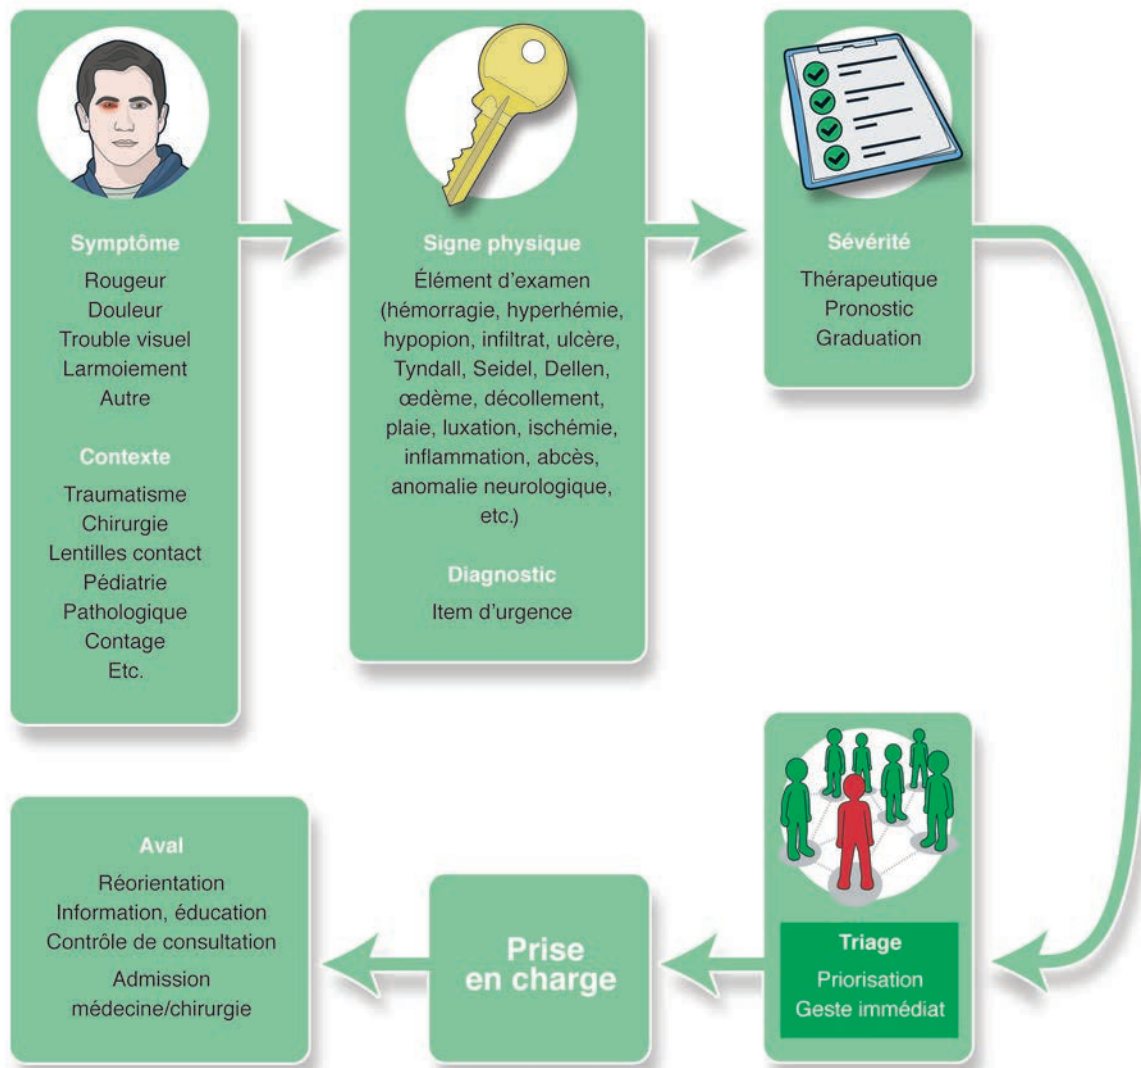 Symptôme
Rougeur
Douleur
Trouble visuel
Larmoiement
Autre
Contexte
Traumatisme
Chirurgie
Lentilles contact
Pédiatrie
Pathologique
Contage
Etc.
Signe physique
Élément d'examen
(hémorragie, hyperhémie,
hypopion, infiltrat, ulcère,
Tyndall, Seidel, Dellen,
œdème, décollement,
plaie, luxation, ischémie,
inflammation, abcès,
anomalie neurologique,
etc.)
Diagnostic
Item d'urgence
Sévérité
Thérapeutique
Pronostic
Graduation
Triage
Priorisation
Geste immédiat
Prise
en charge
Aval
Réorientation
Information, éducation
Contrôle de consultation
Admission
médecine/chirurgie